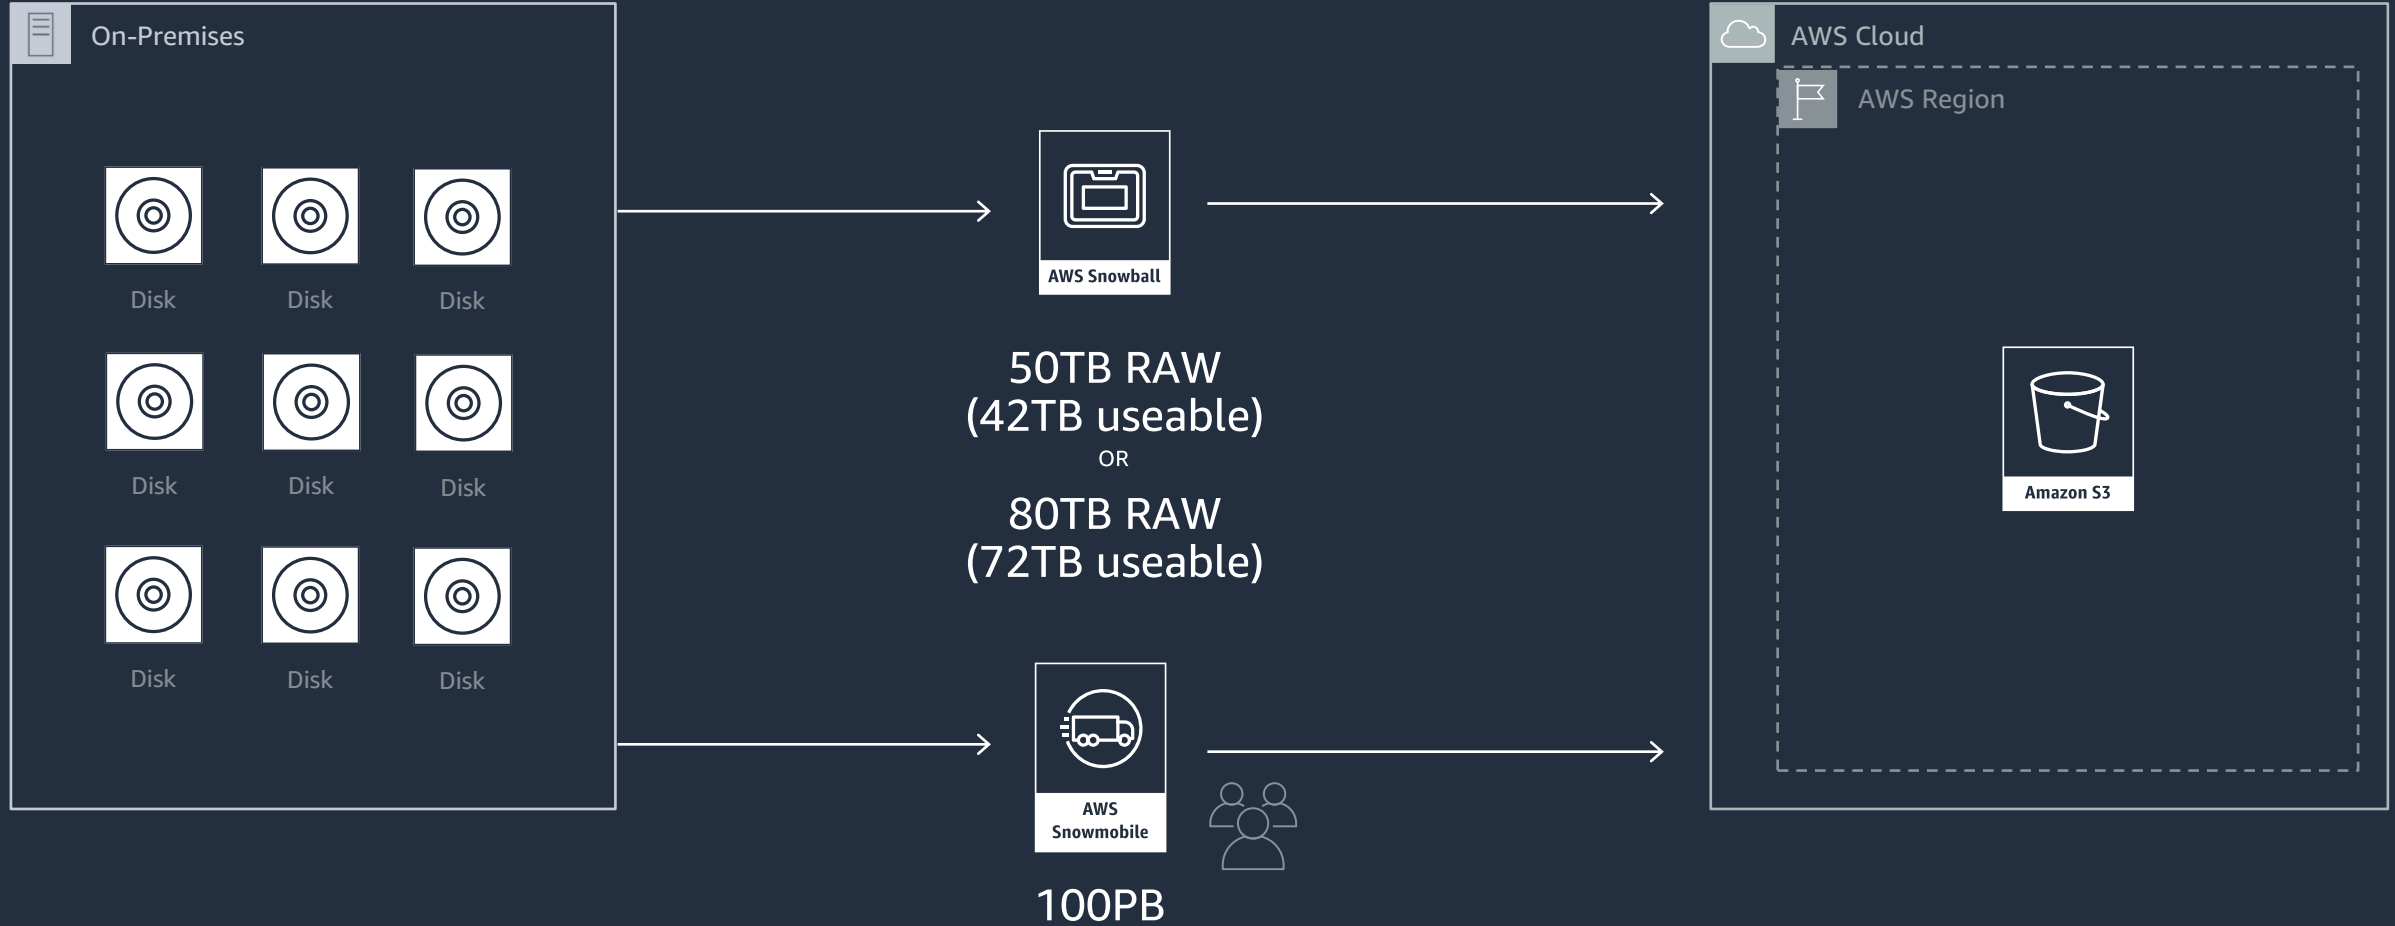 On-Premises
Disk
Disk
Disk
Disk
Disk
Disk
Disk
Disk
Disk
AWS Snowball
50TB RAW
(42TB useable)
OR
80TB RAW
(72TB useable)
AWS
Snowmobile
100PB
AWS Cloud
AWS Region
Amazon S3